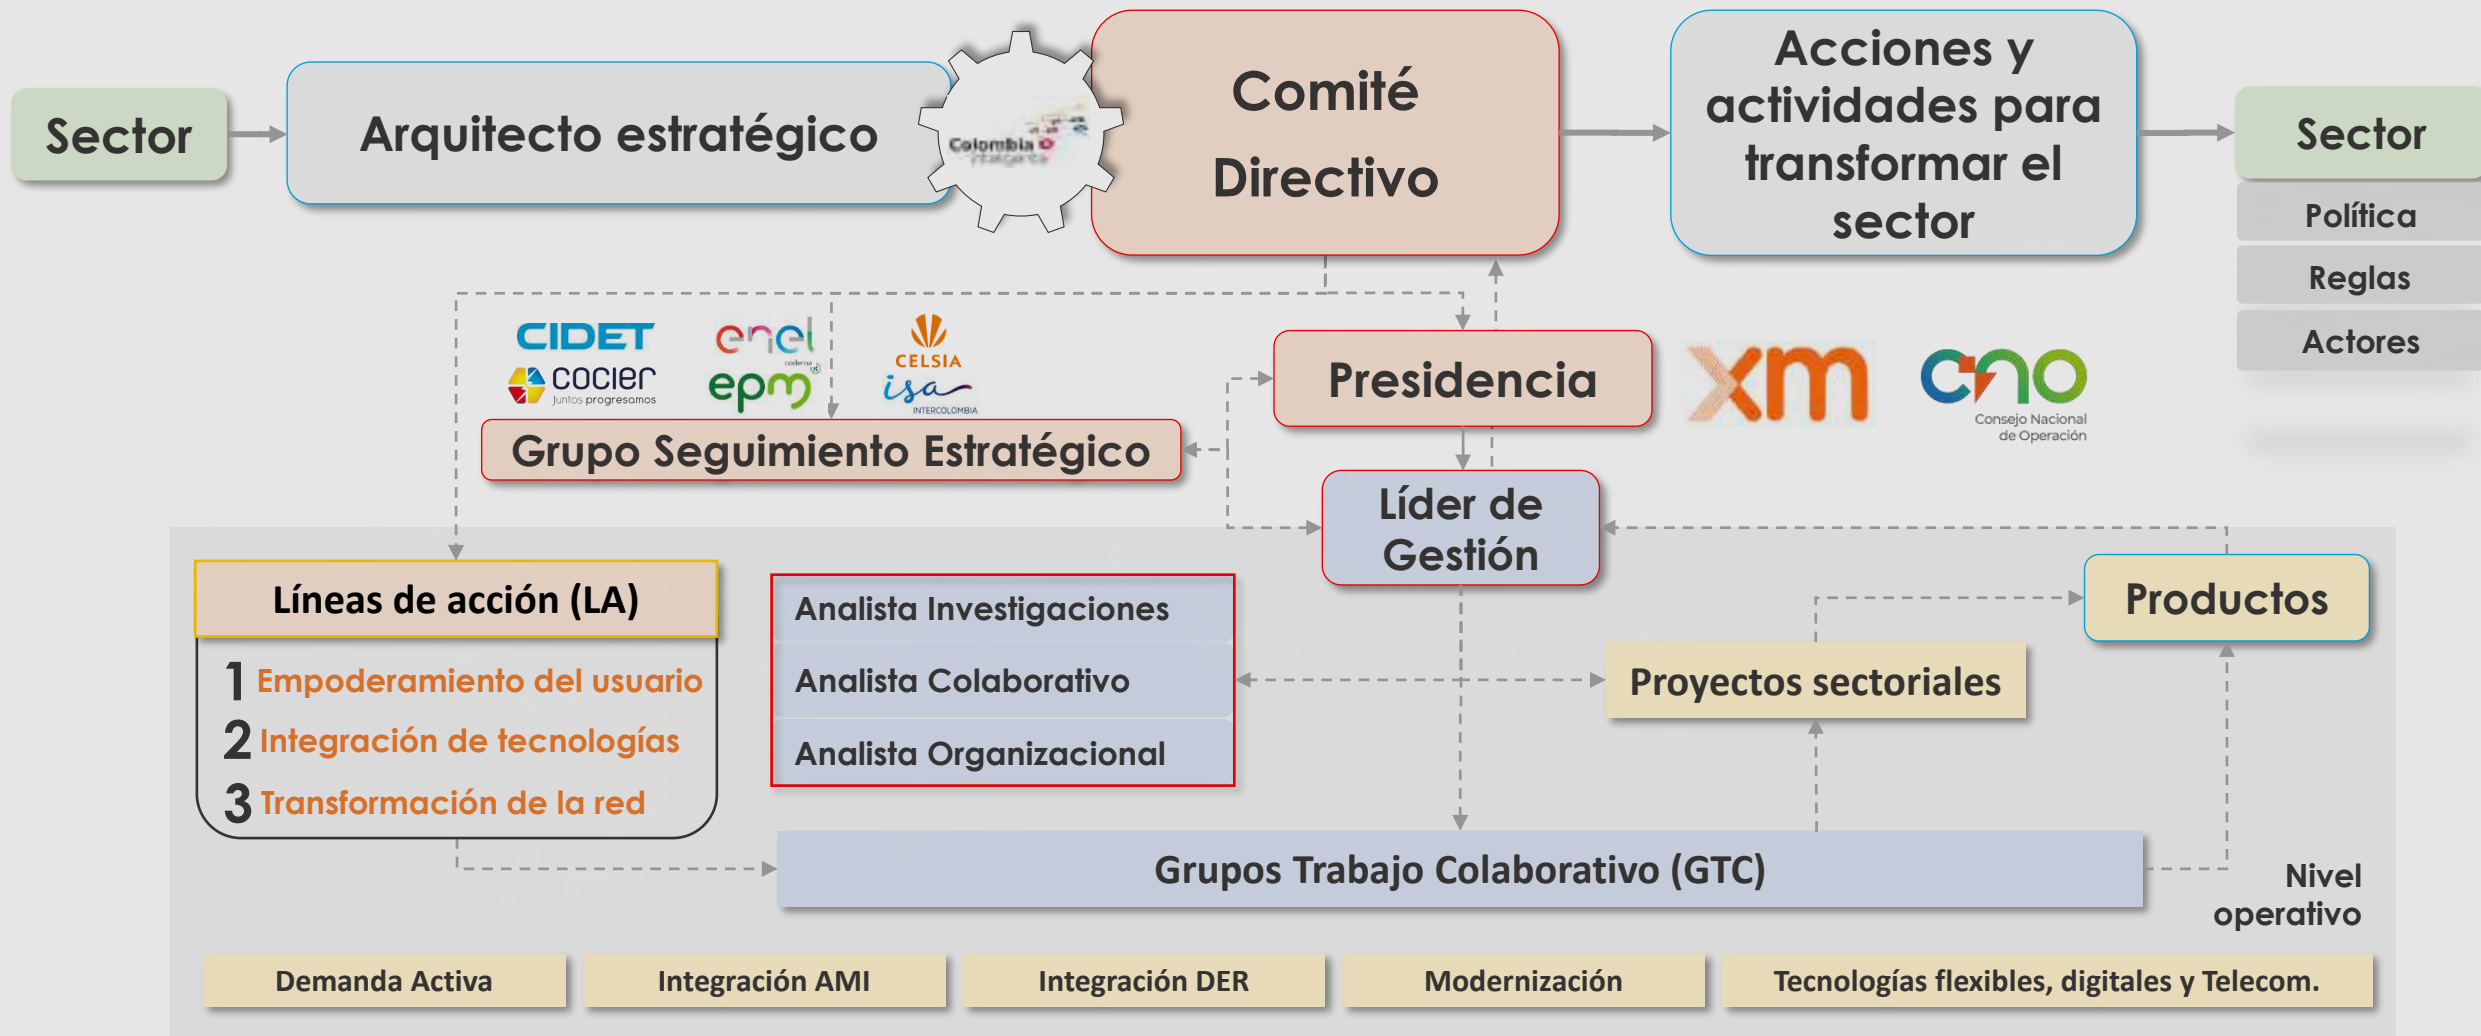 Sector
Arquitecto estratégico
Colombia
inteligente
Comité
Directivo
Acciones y
actividades para
transformar el
sector
Sector
Política
Reglas
Actores
CIDET
cocier
Juntos progresamos
enel
codensa
epm
CELSIA
isa
INTERCOLOMBIA
Grupo Seguimiento Estratégico
Presidencia
xm
cno
Consejo Nacional
de Operación
Líder de
Gestión
Líneas de acción (LA)
1 Empoderamiento del usuario
2 Integración de tecnologías
3 Transformación de la red
Analista Investigaciones
Analista Colaborativo
Analista Organizacional
Proyectos sectoriales
Productos
Grupos Trabajo Colaborativo (GTC)
Nivel
operativo
Demanda Activa
Integración AMI
Integración DER
Modernización
Tecnologías flexibles, digitales y Telecom.